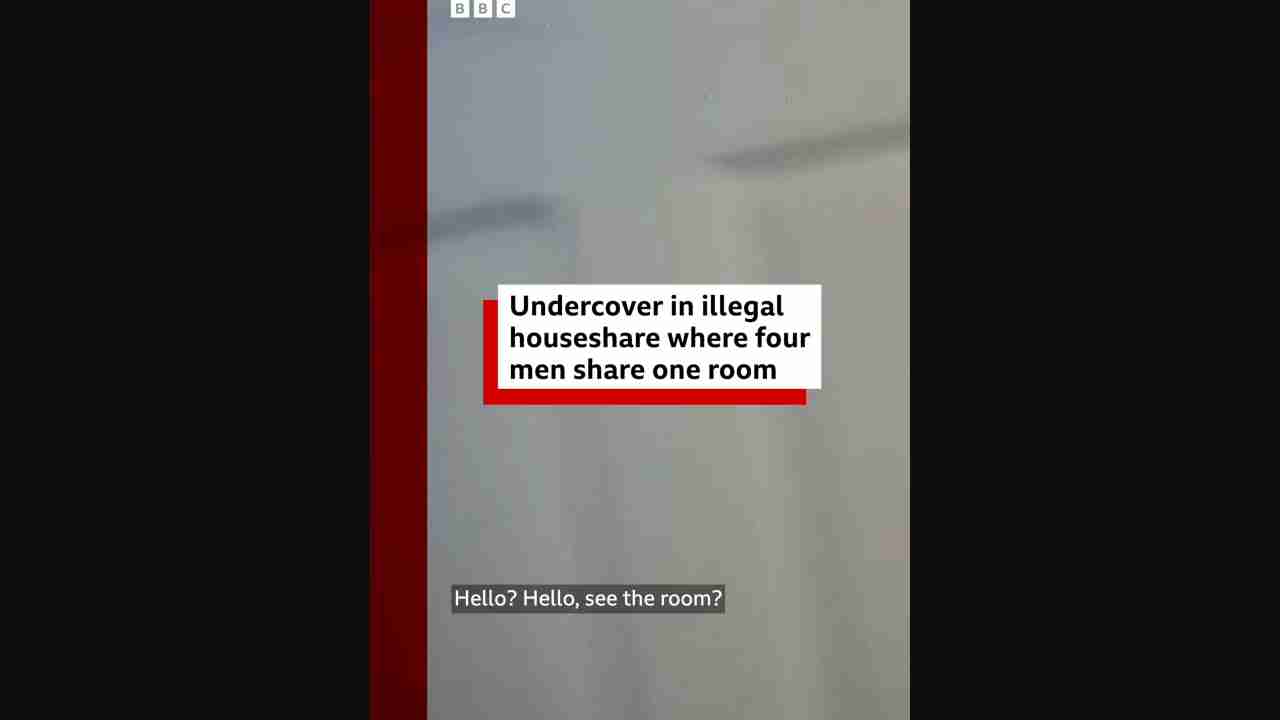 BBC
Undercover in illegal
houseshare where four
men share one room
Hello? Hello, see the room?